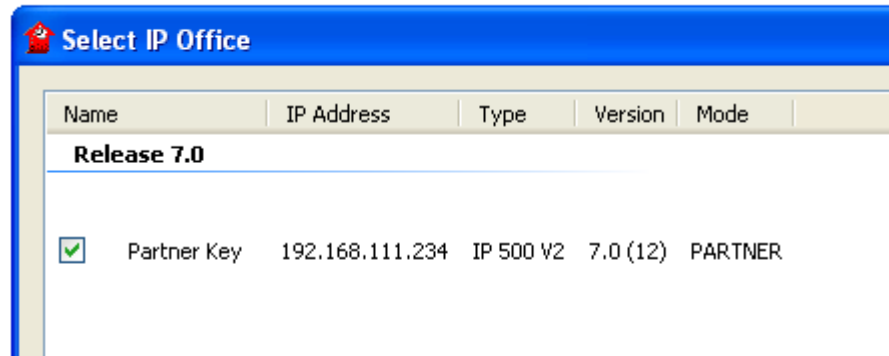 Select IP Office
Name IP Address Type Version Mode
Release 7.0
Partner Key 192.168.111.234 IP 500 V2 7.0 (12) PARTNER